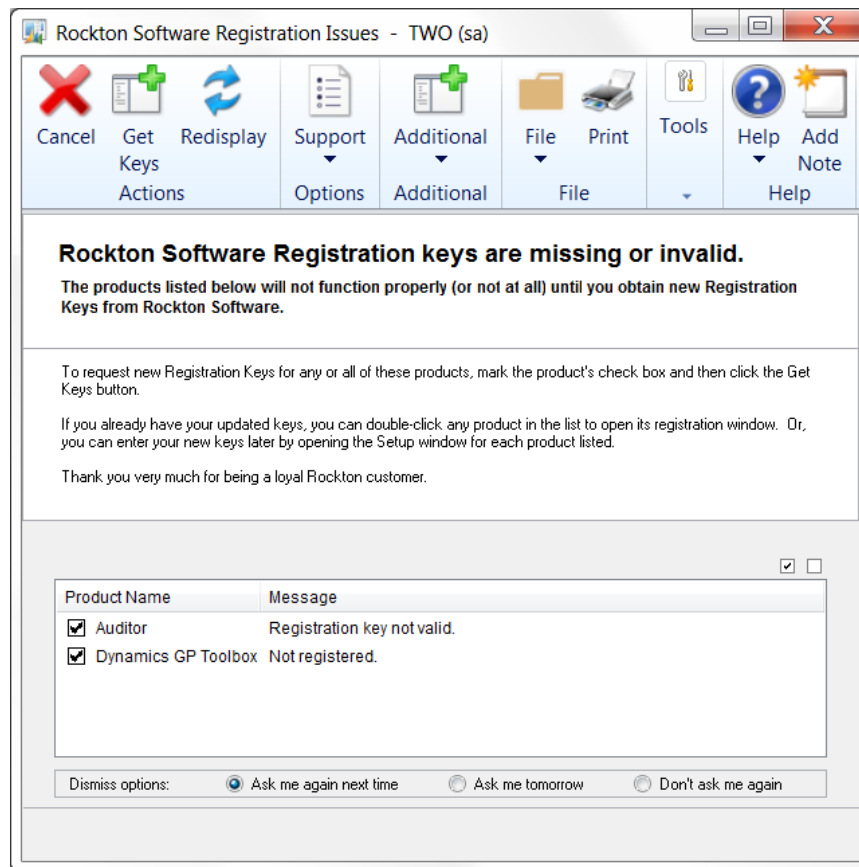 Rockton Software Registration Issues - TWO (sa)
Cancel Get Keys Redisplay Support Additional File Print Tools Help Add Note
Actions Options Additional File Help
Rockton Software Registration keys are missing or invalid.
The products listed below will not function properly (or not at all) until you obtain new Registration
Keys from Rockton Software.
To request new Registration Keys for any or all of these products, mark the product's check box and then click the Get
Keys button.
If you already have your updated keys, you can double-click any product in the list to open its registration window. Or,
you can enter your new keys later by opening the Setup window for each product listed.
Thank you very much for being a loyal Rockton customer.
Product Name Message
Auditor Registration key not valid.
Dynamics GP Toolbox Not registered.
Dismiss options: Ask me again next time Ask me tomorrow Don't ask me again